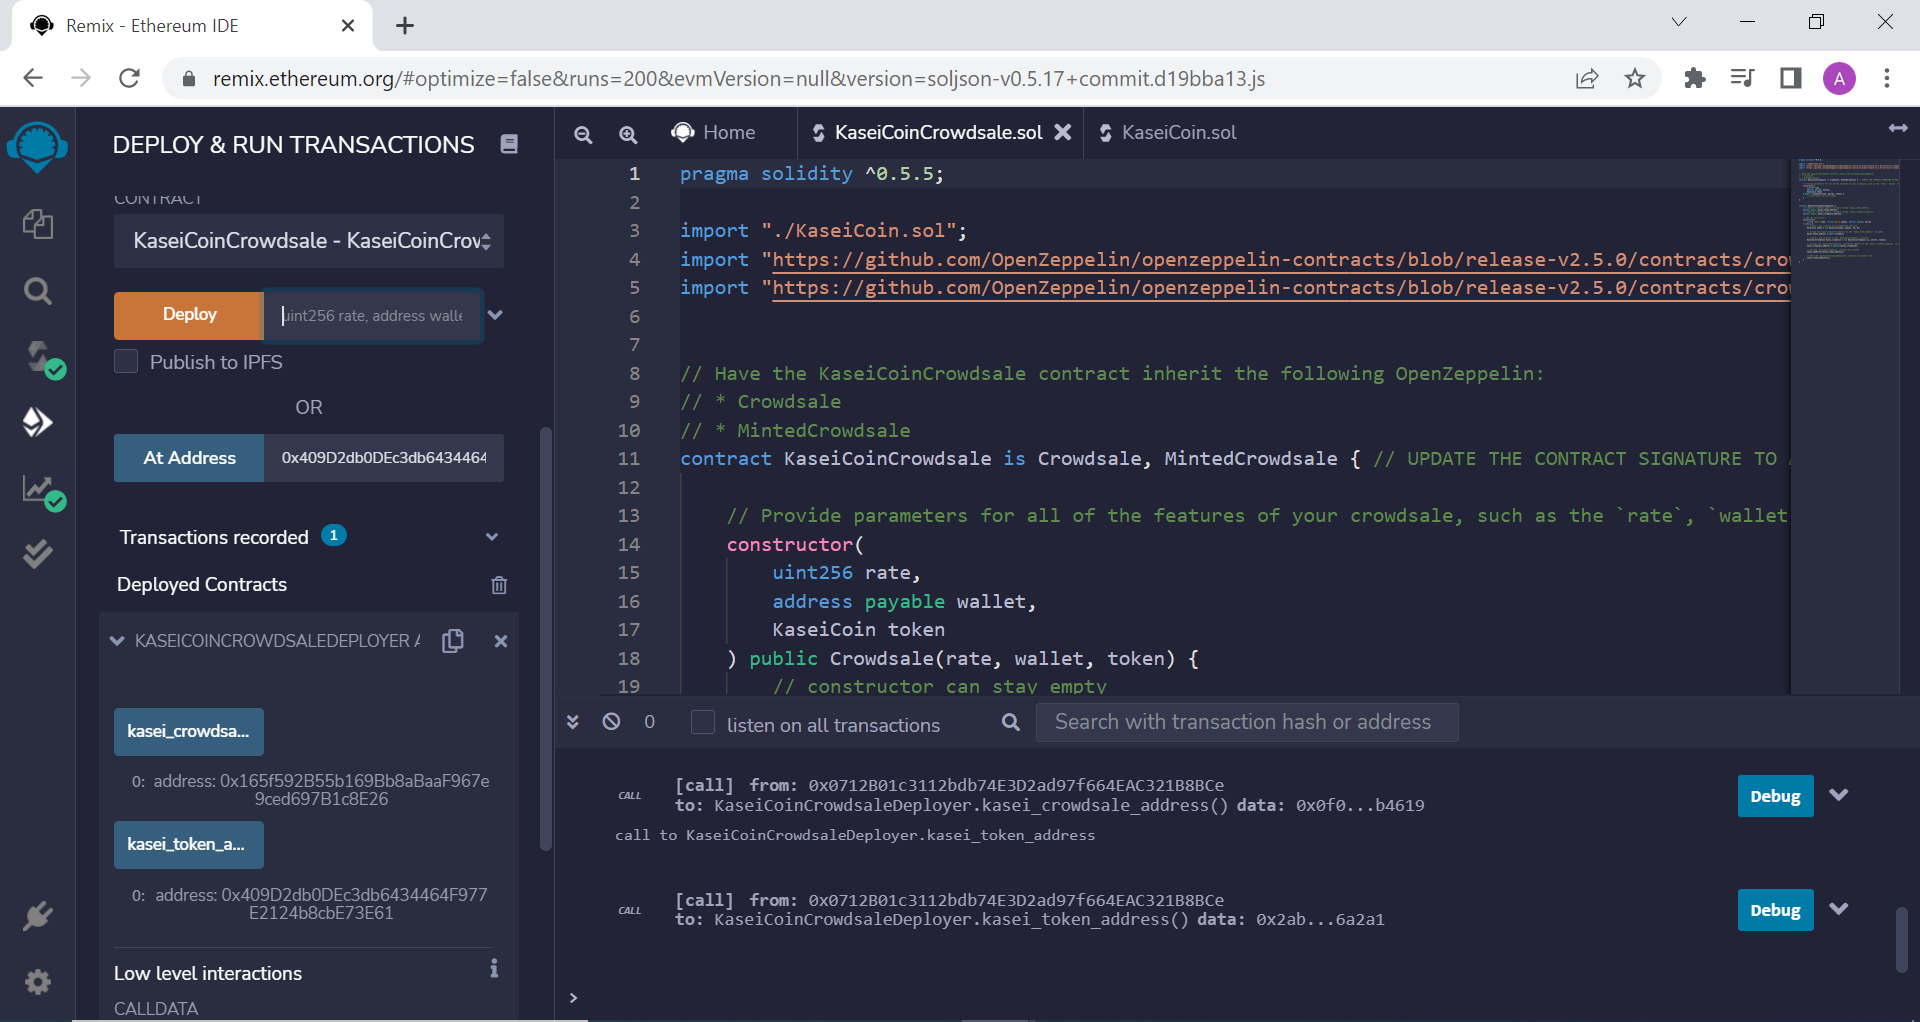 Remix - Ethereum IDE
remix.ethereum.org/#optimize=false&runs=200&evmVersion=null&version=soljson-v0.5.17+commit.d19bba13.js
A
DEPLOY & RUN TRANSACTIONS
CONTRACT
KaseiCoinCrowdsale - KaseiCoinCrow
Deploy
uint256 rate, address walle
Publish to IPFS
OR
At Address
0x409D2db0DEc3db6434464
Transactions recorded 1
Deployed Contracts
KASEICOINCROWDSALEDEPLOYER A
kasei_crowdsa...
0: address: 0x165f592B55b169Bb8aBaaF967e
9ced697B1c8E26
kasei_token_a...
0: address: 0x409D2db0DEc3db6434464F977
E2124b8cbE73E61
Low level interactions
CALLDATA
Home
KaseiCoinCrowdsale.sol
KaseiCoin.sol
1 pragma solidity ^0.5.5;
2
3 import "./KaseiCoin.sol";
4 import "https://github.com/OpenZeppelin/openzeppelin-contracts/blob/release-v2.5.0/contracts/crow
5 import "https://github.com/OpenZeppelin/openzeppelin-contracts/blob/release-v2.5.0/contracts/crow
6
7
8 // Have the KaseiCoinCrowdsale contract inherit the following OpenZeppelin:
9 // * Crowdsale
10 // * MintedCrowdsale
11 contract KaseiCoinCrowdsale is Crowdsale, MintedCrowdsale { // UPDATE THE CONTRACT SIGNATURE TO A
12
13 // Provide parameters for all of the features of your crowdsale, such as the `rate`, `wallet
14 constructor(
15 uint256 rate,
16 address payable wallet,
17 KaseiCoin token
18 ) public Crowdsale(rate, wallet, token) {
19 // constructor can stay empty
0
listen on all transactions
Search with transaction hash or address
CALL
[call] from: 0x0712B01c3112bdb74E3D2ad97f664EAC321B8BCe
to: KaseiCoinCrowdsaleDeployer.kasei_crowdsale_address() data: 0x0f0...b4619
Debug
call to KaseiCoinCrowdsaleDeployer.kasei_token_address
CALL
[call] from: 0x0712B01c3112bdb74E3D2ad97f664EAC321B8BCe
to: KaseiCoinCrowdsaleDeployer.kasei_token_address() data: 0x2ab...6a2a1
Debug
>